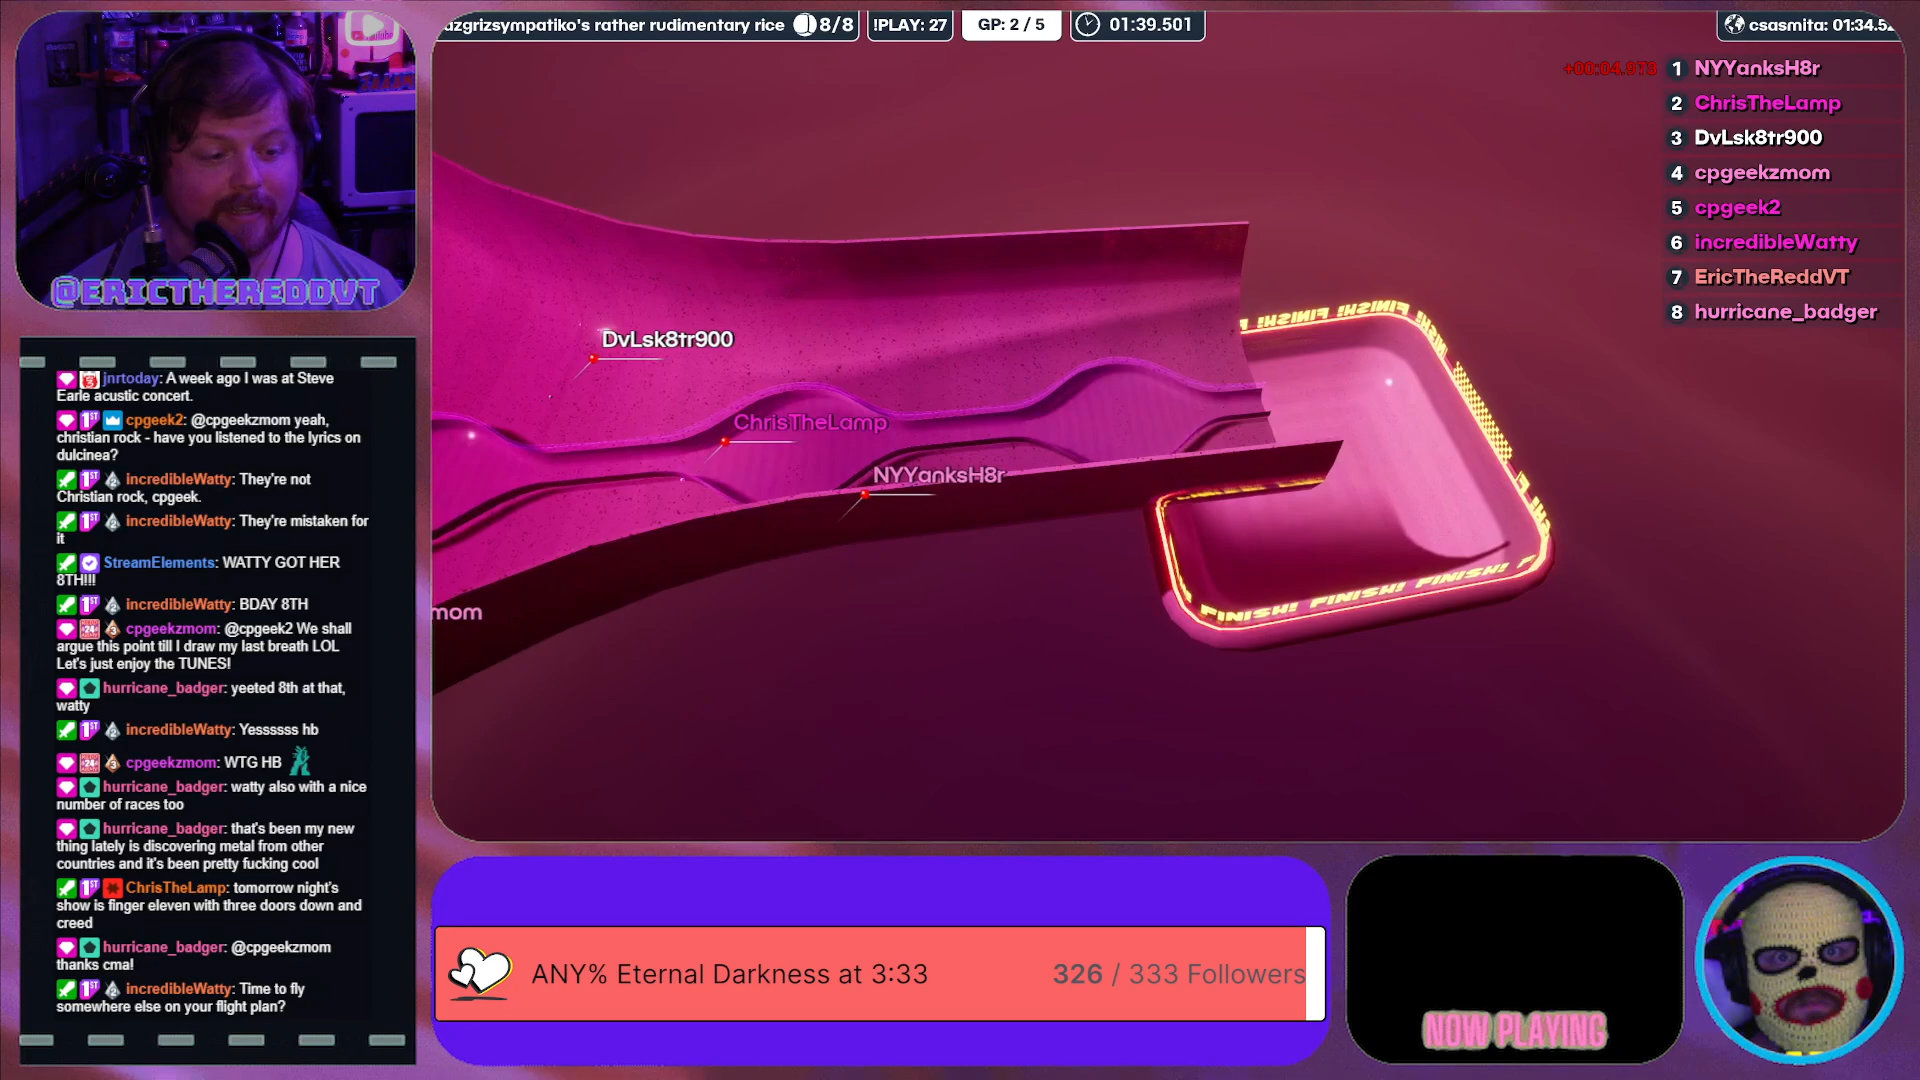 azgrizsympatiko's rather rudimentary rice 8/8
!PLAY: 27
GP: 2 / 5
01:39.501
csasmita: 01:34.52
+00:04.973 1 NYYanksH8r
2 ChrisTheLamp
3 DvLsk8tr900
4 cpgeekzmom
5 cpgeek2
6 incredibleWatty
7 EricTheReddVT
8 hurricane_badger
@ERICTHEREDDVT
DvLsk8tr900
ChrisTheLamp
NYYanksH8r
mom
FINISH! FINISH! FINISH!
FINISH! FINISH! FINISH!
jnrtoday: A week ago I was at Steve
Earle acustic concert.
cpgeek2: @cpgeekzmom yeah,
christian rock - have you listened to the lyrics on
dulcinea?
incredibleWatty: They're not
Christian rock, cpgeek.
incredibleWatty: They're mistaken for
it
StreamElements: WATTY GOT HER
8TH!!!
incredibleWatty: BDAY 8TH
cpgeekzmom: @cpgeek2 We shall
argue this point till I draw my last breath LOL
Let's just enjoy the TUNES!
hurricane_badger: yeeted 8th at that,
watty
incredibleWatty: Yessssss hb
cpgeekzmom: WTG HB
hurricane_badger: watty also with a nice
number of races too
hurricane_badger: that's been my new
thing lately is discovering metal from other
countries and it's been pretty fucking cool
ChrisTheLamp: tomorrow night's
show is finger eleven with three doors down and
creed
hurricane_badger: @cpgeekzmom
thanks cma!
incredibleWatty: Time to fly
somewhere else on your flight plan?
ANY% Eternal Darkness at 3:33
326 / 333 Followers
NOW PLAYING